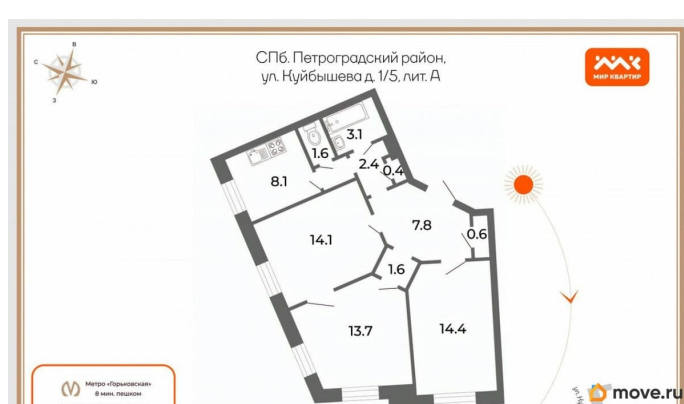 В
С
Ю
З
СПб. Петроградский район,
ул. Куйбышева д. 1/5, лит. А
МИР КВАРТИР
3.1
1.6
2.4
0.4
8.1
7.8
0.6
14.1
1.6
13.7
14.4
Метро «Горьковская»
8 мин. пешком
move.ru